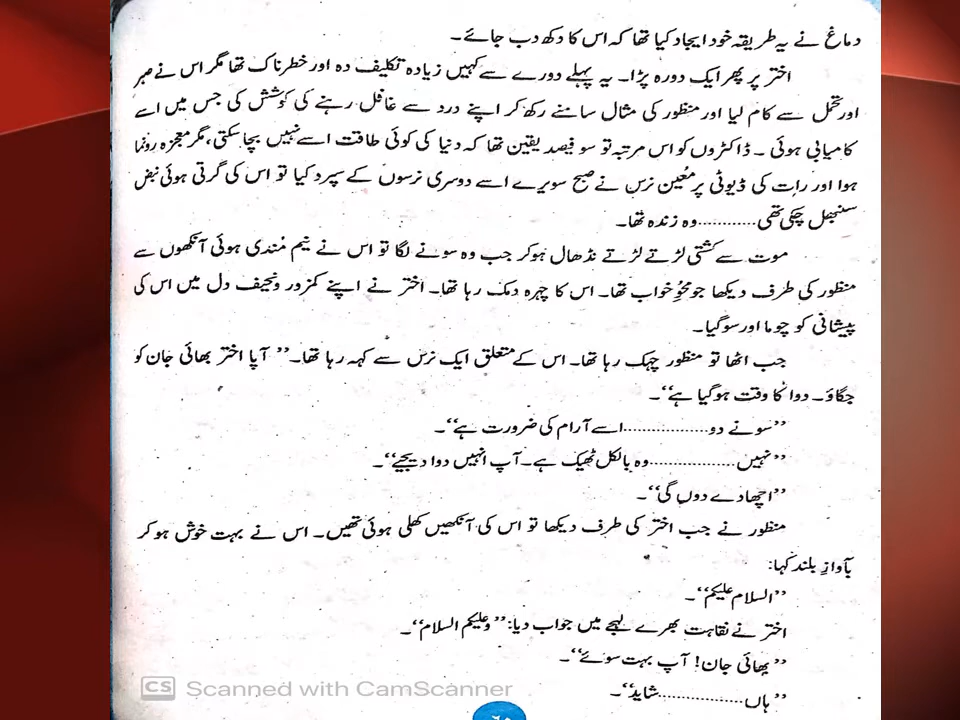 دماغ نے یہ طریقہ خود ایجاد کیا تھا کہ اس کا دکھ دب جائے۔
اختر پر پھر ایک دورہ پڑا۔ یہ پہلے دورے سے کہیں زیادہ تکلیف دہ اور خطرناک تھا مگر اس نے صبر
اور تحمل سے کام لیا اور منظور کی مثال سامنے رکھ کر اپنے درد سے غافل رہنے کی کوشش کی جس میں اسے
کامیابی ہوئی۔ ڈاکٹروں کو اس مرتبہ تو سو فیصد یقین تھا کہ دنیا کی کوئی طاقت اسے نہیں بچا سکتی، مگر معجزہ رونما
ہوا اور رات کی ڈیوٹی پر معین نرس نے صبح سویرے اسے دوسری نرسوں کے سپرد کیا تو اس کی گرتی ہوئی نبض
سنبھل چکی تھی............وہ زندہ تھا۔
موت سے کشتی لڑتے لڑتے نڈھال ہوکر جب وہ سونے لگا تو اس نے نیم مُندی ہوئی آنکھوں سے
منظور کی طرف دیکھا جو محوِ خواب تھا۔ اس کا چہرہ دمک رہا تھا۔ اختر نے اپنے کمزور و نحیف دل میں اس کی
پیشانی کو چوما اور سوگیا۔
جب اٹھا تو منظور چہک رہا تھا۔ اس کے متعلق ایک نرس سے کہہ رہا تھا۔ ’’آپا اختر بھائی جان کو
جگاؤ۔ دوا کا وقت ہوگیا ہے‘‘۔
’’سونے دو..................اسے آرام کی ضرورت ہے‘‘۔
’’نہیں..................وہ بالکل ٹھیک ہے۔ آپ انہیں دوا دیجیے‘‘۔
’’اچھا دے دوں گی‘‘۔
منظور نے جب اختر کی طرف دیکھا تو اس کی آنکھیں کھلی ہوئی تھیں۔ اس نے بہت خوش ہو کر
بآوازِ بلند کہا:
’’السلام علیکم‘‘۔
اختر نے نقاہت بھرے لہجے میں جواب دیا: ’’وعلیکم السلام‘‘۔
’’بھائی جان! آپ بہت سوئے‘‘۔
’’ہاں..................شاید‘‘۔
CS Scanned with CamScanner